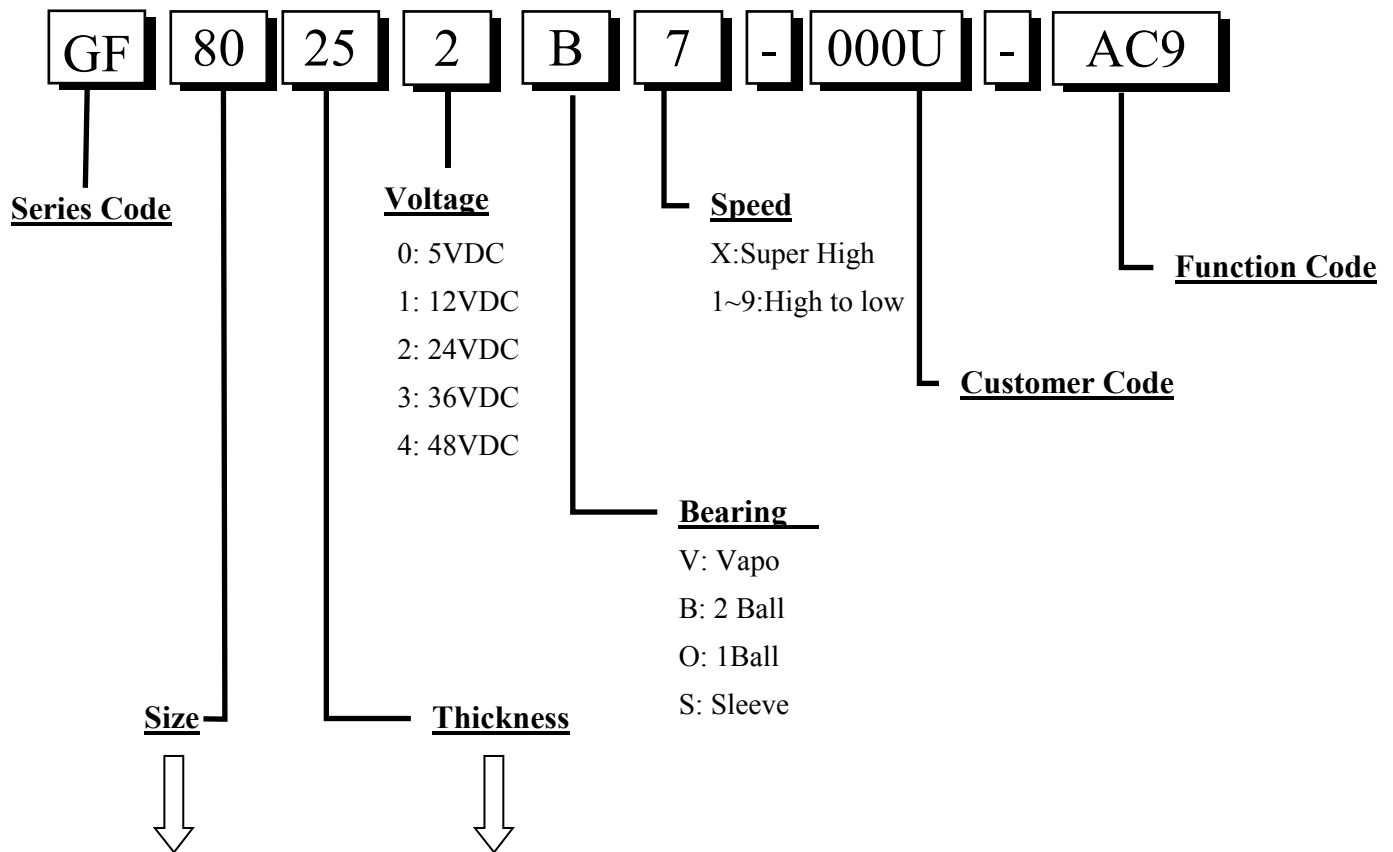 GF 80 25 2 B 7 - 000U - AC9
Series Code
Voltage
0: 5VDC
1: 12VDC
2: 24VDC
3: 36VDC
4: 48VDC
Speed
X:Super High
1~9:High to low
Function Code
Customer Code
Bearing
V: Vapo
B: 2 Ball
O: 1Ball
S: Sleeve
Size
Thickness